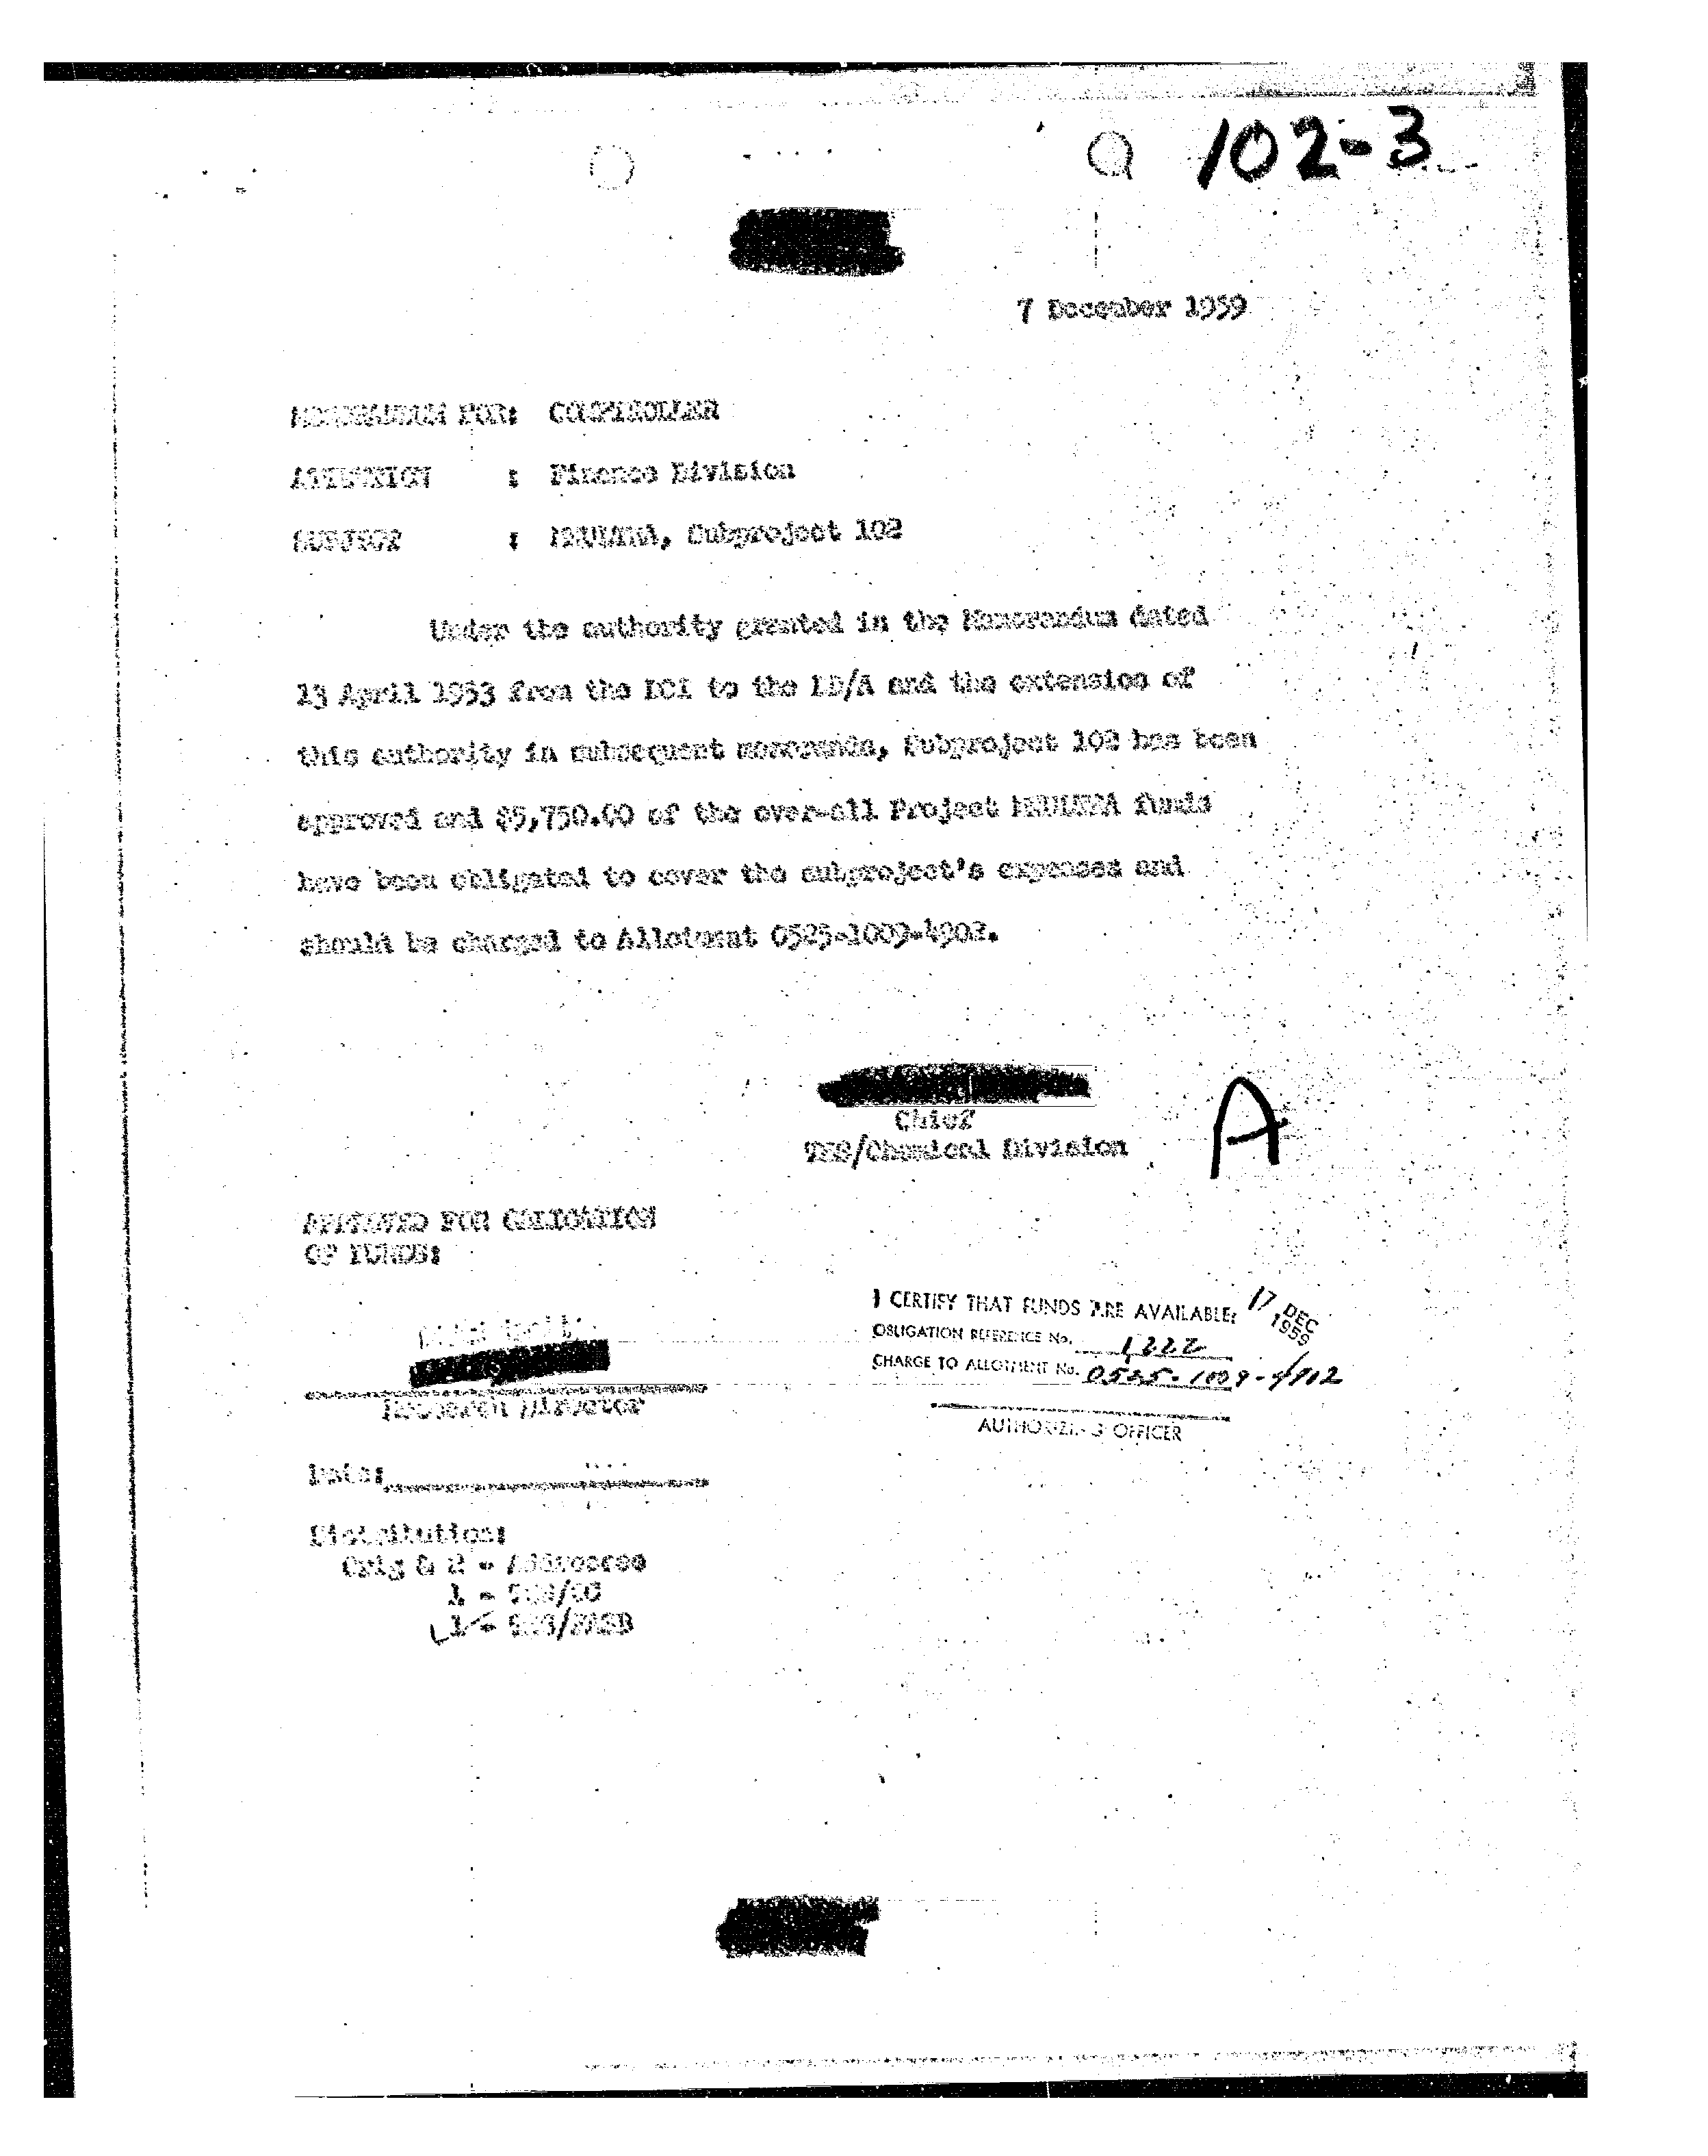 102-3
7 December 1959
MEMORANDUM FOR: COMPTROLLER
ATTENTION : Finance Division
SUBJECT : MKULTRA, Subproject 102
Under the authority granted in the Memorandum dated
13 April 1953 from the DCI to the DD/A and the extension of
this authority in subsequent memoranda, Subproject 102 has been
approved and $5,750.00 of the over-all Project MKULTRA funds
have been obligated to cover the subproject's expenses and
should be charged to Allotment 0525-1009-4902.
Chief
TSS/Chemical Division
A
APPROVED FOR OBLIGATION
OF FUNDS:
Research Director
Date:
I CERTIFY THAT FUNDS ARE AVAILABLE:
17 DEC 1959
OBLIGATION REFERENCE No. 1222
CHARGE TO ALLOTMENT No. 0525-1009-4902
AUTHORIZING OFFICER
Distribution:
Orig & 2 - Addressee
1 - TSS/OC
1 - TSS/FASB